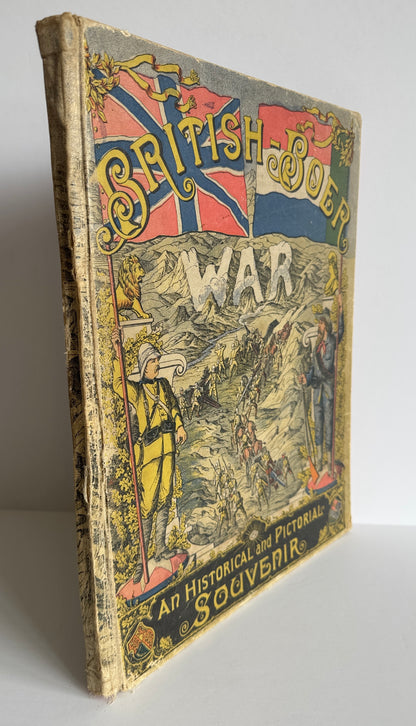 BRITISH-BOER
WAR
AN HISTORICAL and PICTORIAL
SOUVENIR